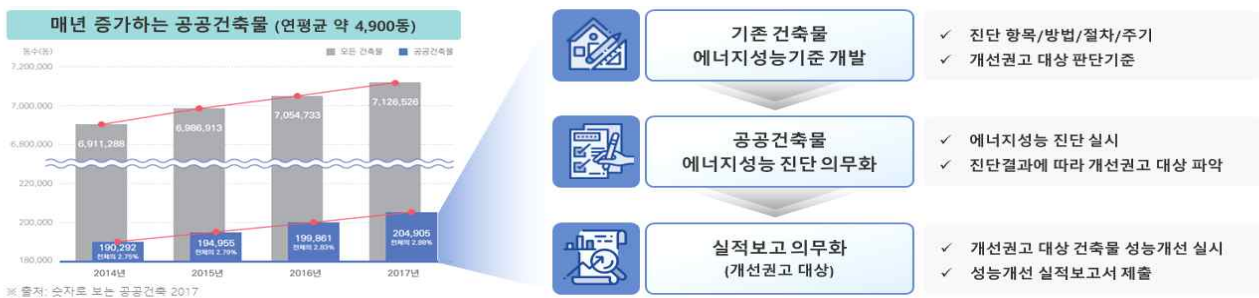 매년 증가하는 공공건축물 (연평균 약 4,900동)
동수(동)
모든 건축물
공공건축물
7,200,000
7,000,000
6,800,000
220,000
200,000
180,000
6,911,288
6,986,913
7,054,733
7,126,526
190,292
전체의 2.75%
194,955
전체의 2.79%
199,861
전체의 2.83%
204,905
전체의 2.88%
2014년
2015년
2016년
2017년
※ 출처: 숫자로 보는 공공건축 2017
기존 건축물
에너지성능기준 개발
✓ 진단 항목/방법/절차/주기
✓ 개선권고 대상 판단기준
공공건축물
에너지성능 진단 의무화
✓ 에너지성능 진단 실시
✓ 진단결과에 따라 개선권고 대상 파악
실적보고 의무화
(개선권고 대상)
✓ 개선권고 대상 건축물 성능개선 실시
✓ 성능개선 실적보고서 제출